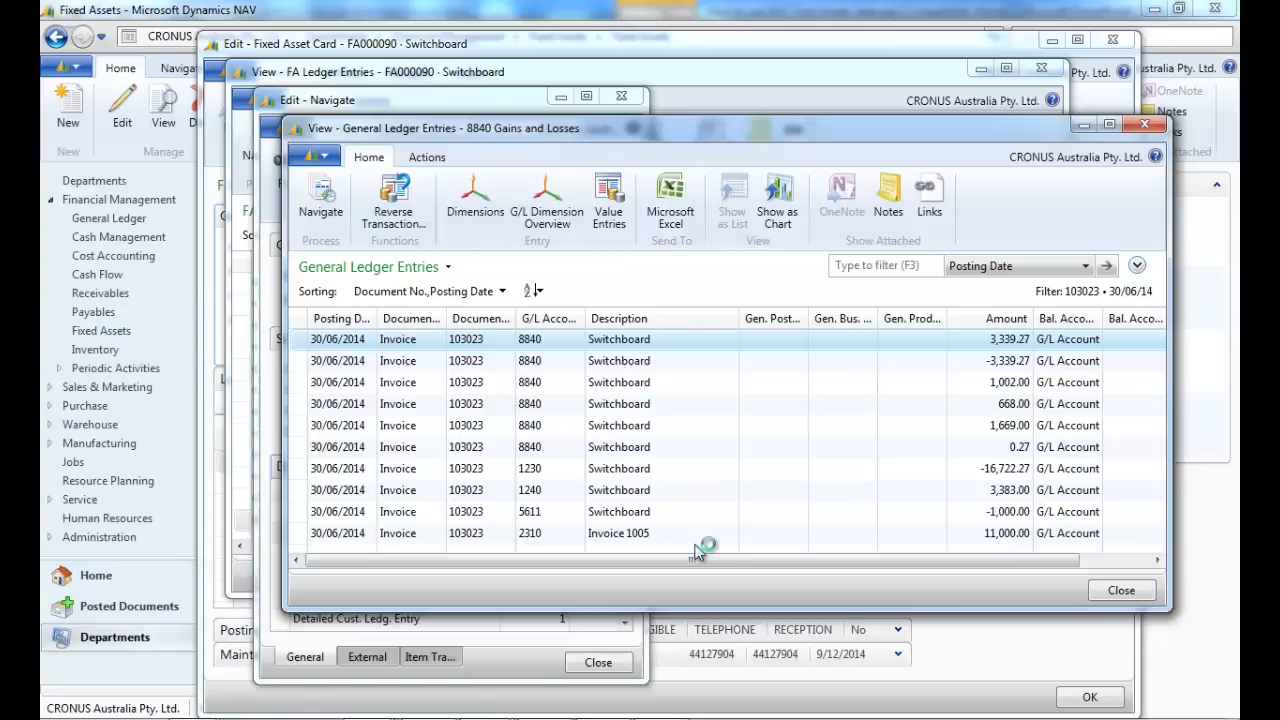 Fixed Assets - Microsoft Dynamics NAV
CRONUS
Edit - Fixed Asset Card - FA000090 · Switchboard
View - FA Ledger Entries - FA000090 · Switchboard
Pty. Ltd.
ustralia Pty. Ltd.
Edit - Navigate
CRONUS Australia Pty. Ltd.
View - General Ledger Entries - 8840 Gains and Losses
Home
Navigat
Home
Actions
CRONUS Australia Pty. Ltd.
OneNote
Notes
New
Edit
View
New
Manage
Navigate
Reverse Transaction...
Dimensions
G/L Dimension Overview
Value Entries
Microsoft Excel
Show as List
Show as Chart
OneNote
Notes
Links
Process
Functions
Entry
Send To
View
Show Attached
General Ledger Entries
Type to filter (F3)
Posting Date
Sorting:
Document No.,Posting Date
Filter: 103023 • 30/06/14
Posting D... Documen... Documen... G/L Acco... Description Gen. Post... Gen. Bus. ... Gen. Prod... Amount Bal. Acco... Bal. Acco...
30/06/2014 Invoice 103023 8840 Switchboard 3,339.27 G/L Account
30/06/2014 Invoice 103023 8840 Switchboard -3,339.27 G/L Account
30/06/2014 Invoice 103023 8840 Switchboard 1,002.00 G/L Account
30/06/2014 Invoice 103023 8840 Switchboard 668.00 G/L Account
30/06/2014 Invoice 103023 8840 Switchboard 1,669.00 G/L Account
30/06/2014 Invoice 103023 8840 Switchboard 0.27 G/L Account
30/06/2014 Invoice 103023 1230 Switchboard -16,722.27 G/L Account
30/06/2014 Invoice 103023 1240 Switchboard 3,383.00 G/L Account
30/06/2014 Invoice 103023 5611 Switchboard -1,000.00 G/L Account
30/06/2014 Invoice 103023 2310 Invoice 1005 11,000.00 G/L Account
Close
Departments
Financial Management
General Ledger
Cash Management
Cost Accounting
Cash Flow
Receivables
Payables
Fixed Assets
Inventory
Periodic Activities
Sales & Marketing
Purchase
Warehouse
Manufacturing
Jobs
Resource Planning
Service
Human Resources
Administration
Home
Posted Documents
Departments
Detailed Cust. Ledg. Entry 1
General
External
Item Tra...
Close
Postin
GIBLE TELEPHONE RECEPTION No
Maint
44127904 44127904 9/12/2014
OK
CRONUS Australia Pty. Ltd.